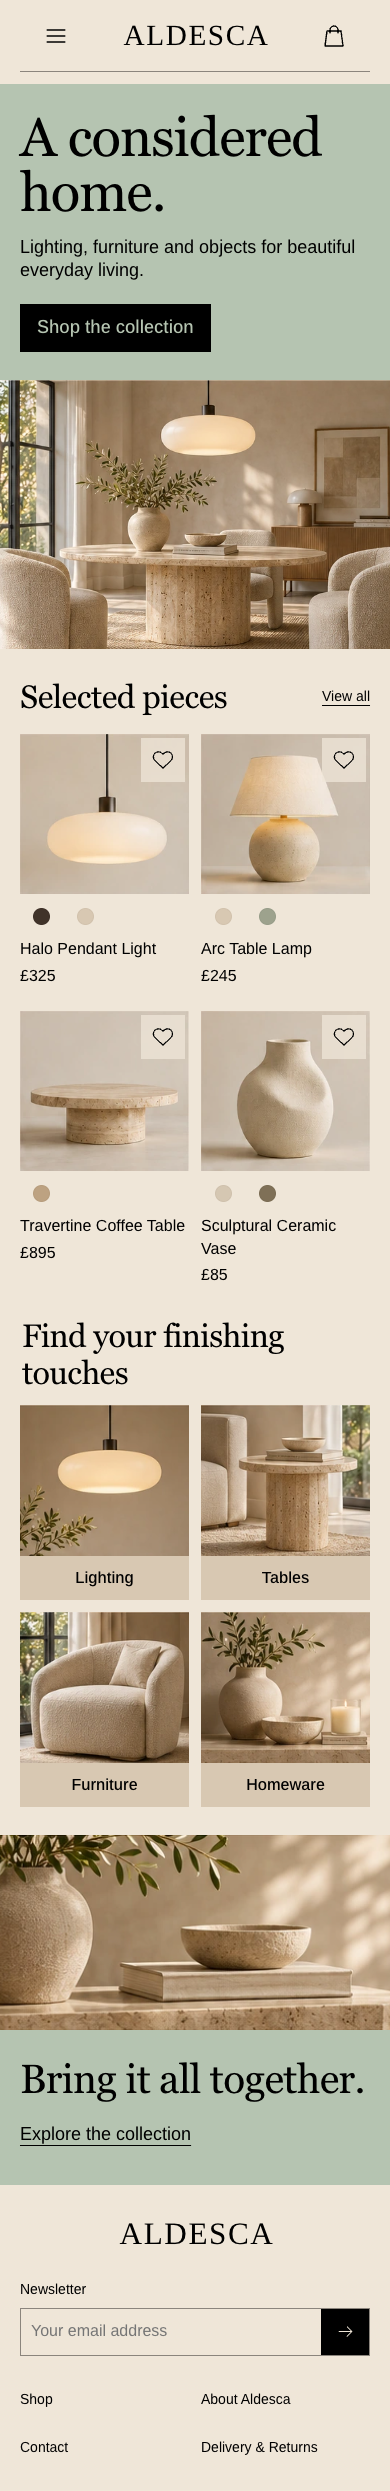 ALDESCA
A considered
home.
Lighting, furniture and objects for beautiful
everyday living.
Shop the collection
Selected pieces
View all
Halo Pendant Light
£325
Arc Table Lamp
£245
Travertine Coffee Table
£895
Sculptural Ceramic
Vase
£85
Find your finishing
touches
Lighting
Tables
Furniture
Homeware
Bring it all together.
Explore the collection
ALDESCA
Newsletter
Your email address
Shop
About Aldesca
Contact
Delivery & Returns